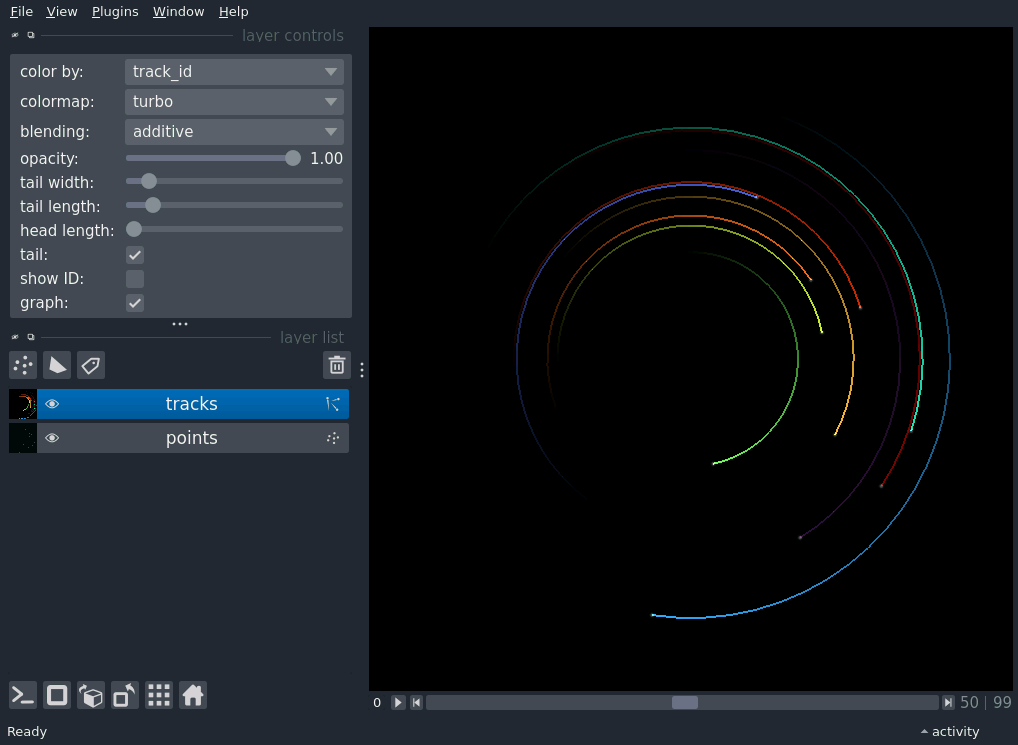 File View Plugins Window Help
layer controls
color by: track_id
colormap: turbo
blending: additive
opacity: 1.00
tail width:
tail length:
head length:
tail:
show ID:
graph:
layer list
tracks
points
0 50 | 99
Ready activity